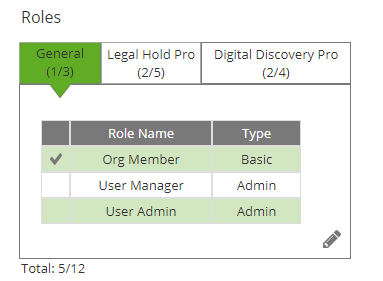 Roles
General Legal Hold Pro Digital Discovery Pro
(1/3) (2/5) (2/4)
Role Name Type
Org Member Basic
User Manager Admin
User Admin Admin
Total: 5/12